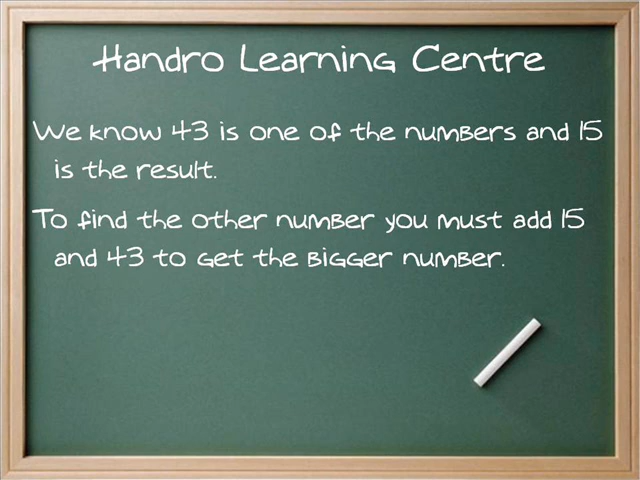 Handro Learning Centre
We know 43 is one of the numbers and 15
is the result.
To find the other number you must add 15
and 43 to get the bigger number.